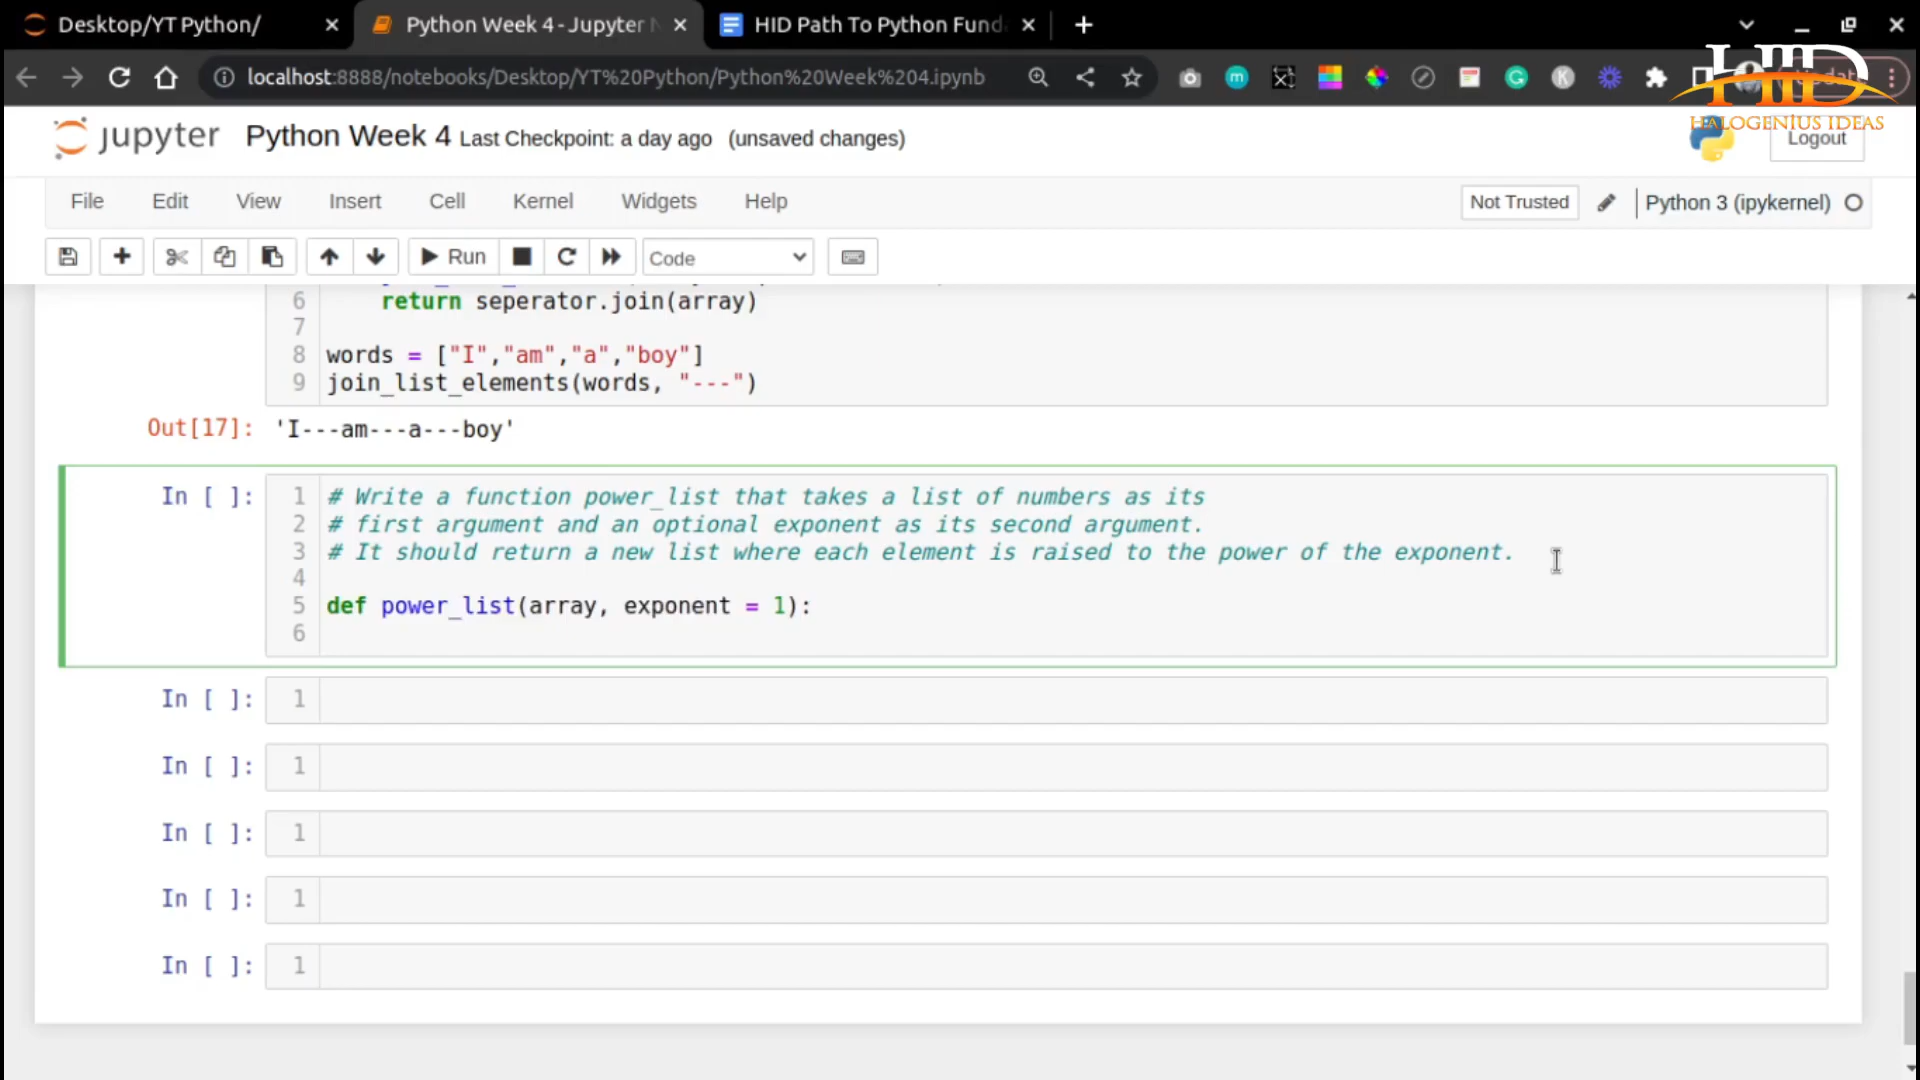 Desktop/YT Python/
Python Week 4 - Jupyter N
HID Path To Python Fund
localhost:8888/notebooks/Desktop/YT%20Python/Python%20Week%204.ipynb
HID
HALOGENIUS IDEAS
jupyter Python Week 4 Last Checkpoint: a day ago (unsaved changes)
Logout
File Edit View Insert Cell Kernel Widgets Help
Not Trusted Python 3 (ipykernel)
Run Code
6 return seperator.join(array)
7
8 words = ["I","am","a","boy"]
9 join_list_elements(words, "---")
Out[17]: 'I---am---a---boy'
In [ ]: 1 # Write a function power_list that takes a list of numbers as its
2 # first argument and an optional exponent as its second argument.
3 # It should return a new list where each element is raised to the power of the exponent.
4
5 def power_list(array, exponent = 1):
6
In [ ]: 1
In [ ]: 1
In [ ]: 1
In [ ]: 1
In [ ]: 1